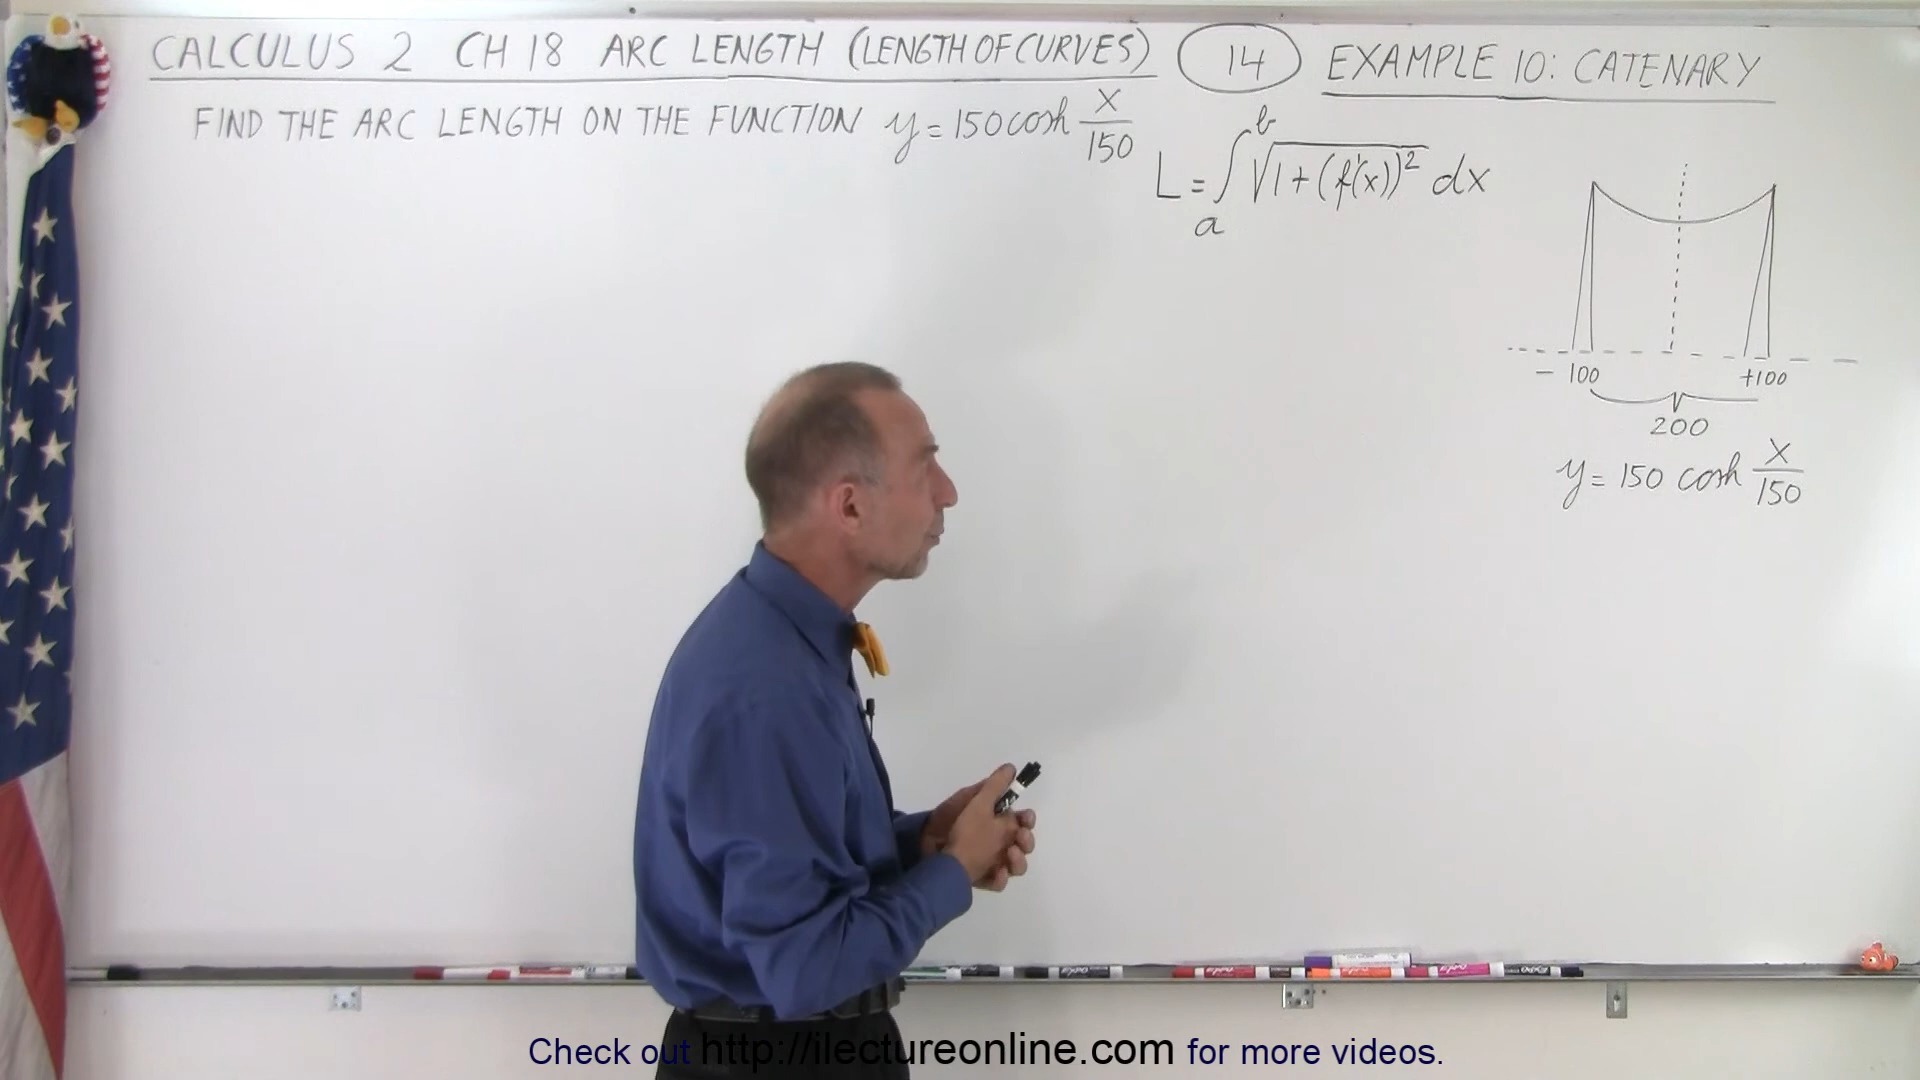 CALCULUS 2 CH 18 ARC LENGTH (LENGTH OF CURVES) 14 EXAMPLE 10: CATENARY
FIND THE ARC LENGTH ON THE FUNCTION y = 150 cosh x/150
L = ∫ₐᵇ √(1 + (f'(x))²) dx
- 100 +100
200
y = 150 cosh x/150
Check out http://ilectureonline.com for more videos.